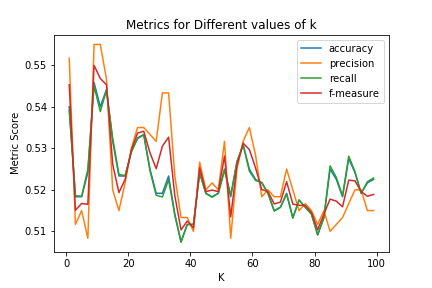 Metrics for Different values of k
accuracy
precision
recall
f-measure
Metric Score
0.55
0.54
0.53
0.52
0.51
0
20
40
60
80
100
K